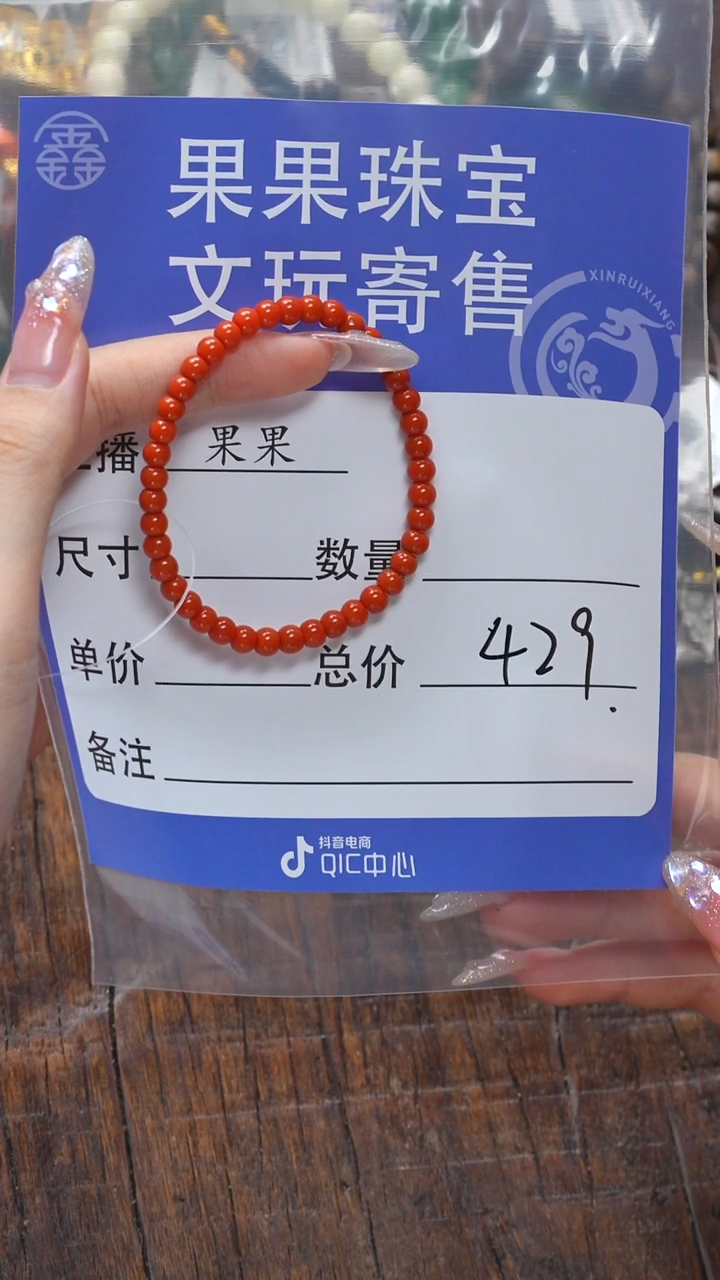 鑫
果果珠宝
文玩寄售
XINRUIXIANG
播 果果
尺寸 数量
单价 总价 429.
备注
抖音电商
QIC中心